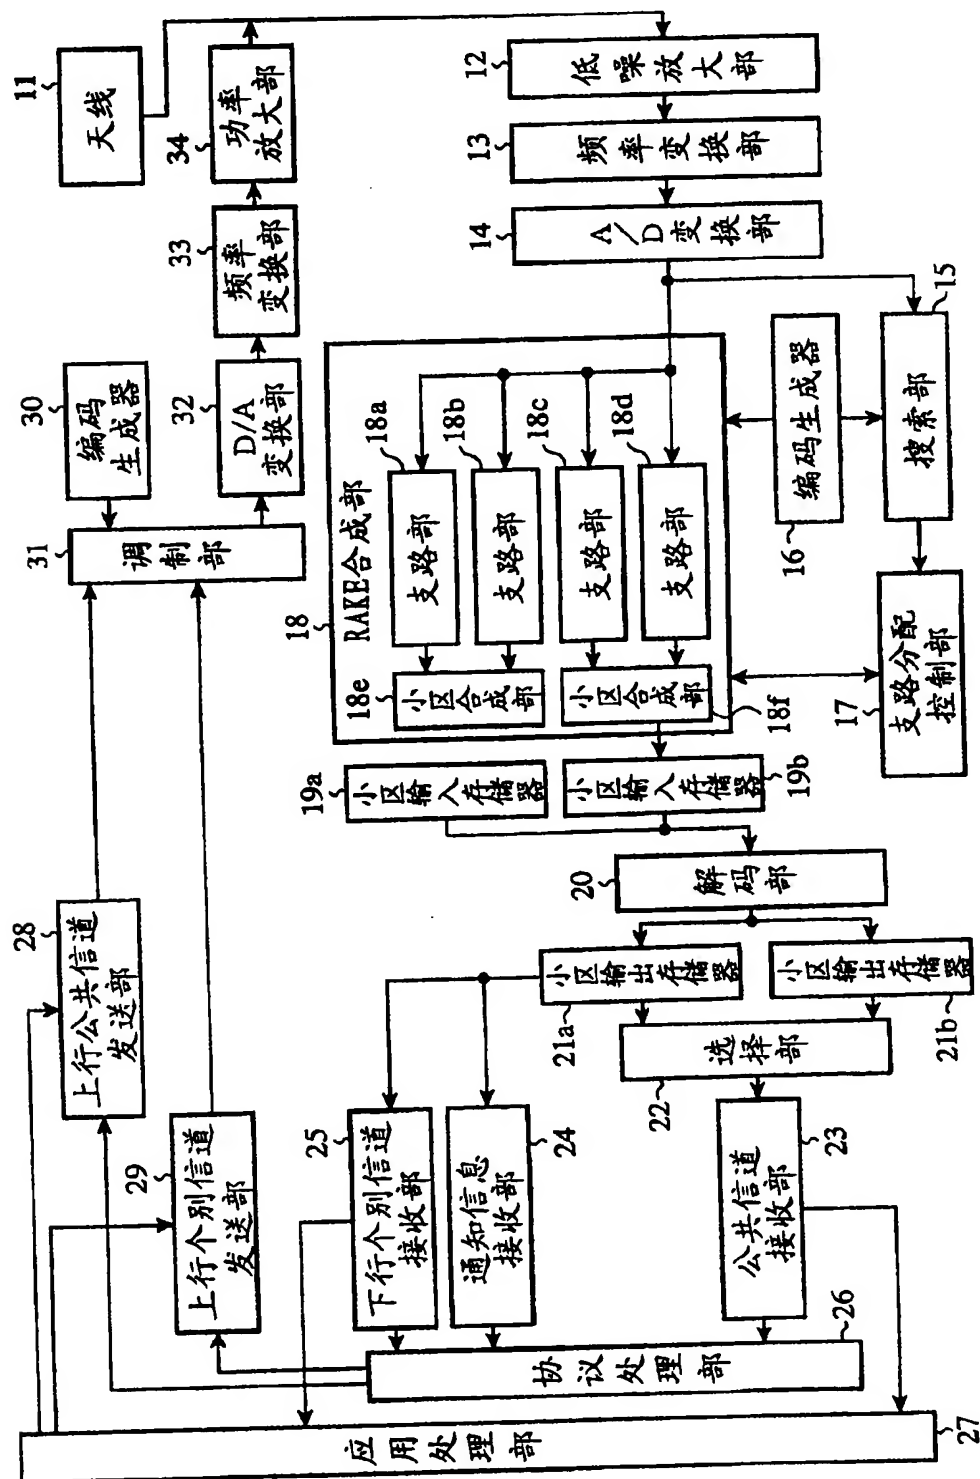 11
天线
34
功率
放大部
33
频率
变换部
32
D/A
变换部
30
编码
生成器
31
调制部
12
低噪放大部
13
频率变换部
14
A/D变换部
15
搜索部
16
编码生成器
17
支路分配
控制部
18
RAKE合成部
18a
支路部
18b
支路部
18c
支路部
18d
支路部
18e
小区合成部
小区合成部
18f
19a
小区输入存储器
小区输入存储器
19b
20
解码部
小区输出存储器
21a
小区输出存储器
21b
选择部
22
28
上行公共信道
发送部
29
上行个别信道
发送部
25
下行个别信道
接收部
24
通知信息
接收部
23
公共信道
接收部
26
协议处理部
应用处理部
27